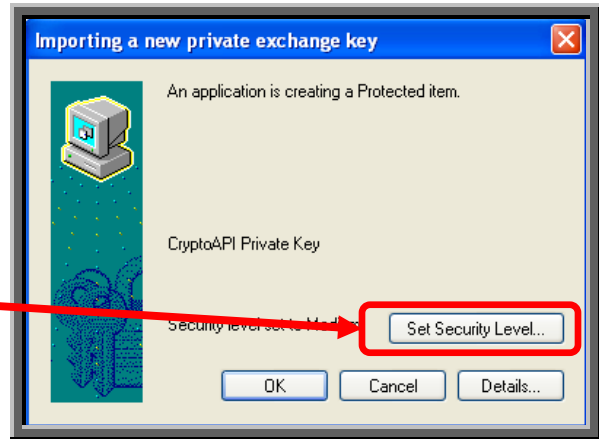 Importing a new private exchange key
An application is creating a Protected item.
CryptoAPI Private Key
Security level set to Medium
Set Security Level...
OK
Cancel
Details...